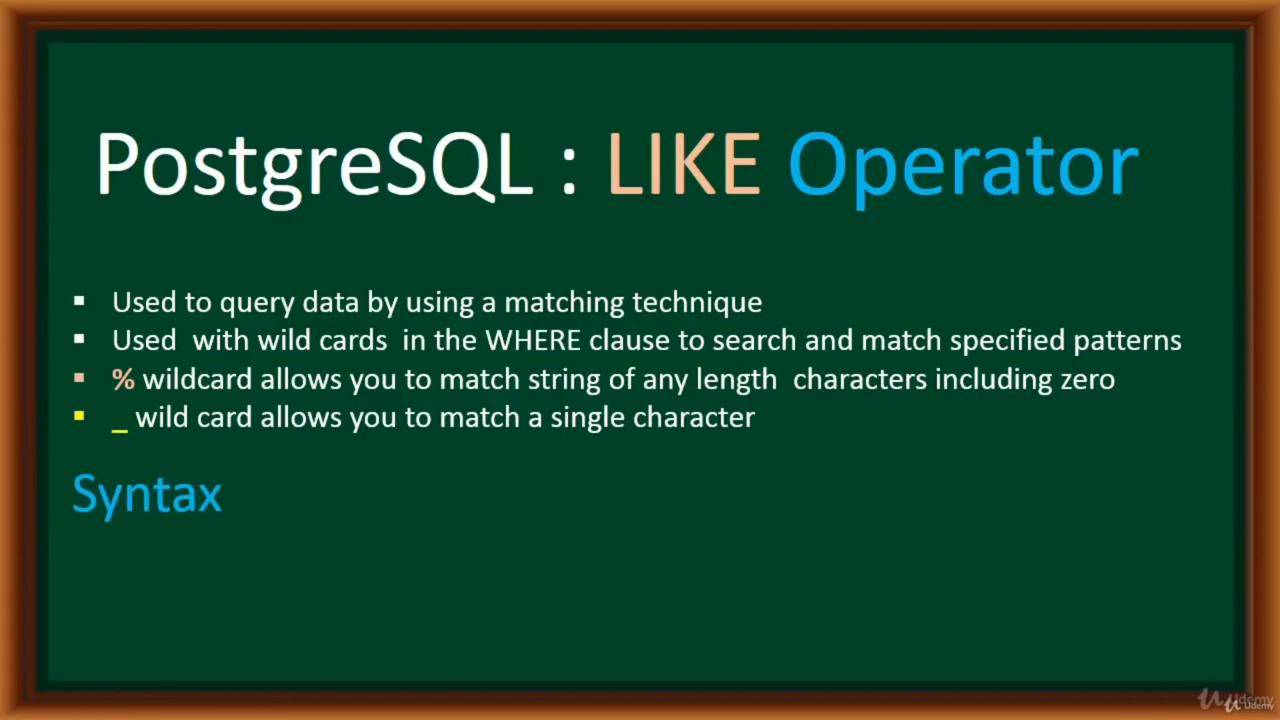 PostgreSQL : LIKE Operator
▪ Used to query data by using a matching technique
▪ Used with wild cards in the WHERE clause to search and match specified patterns
▪ % wildcard allows you to match string of any length characters including zero
▪ _ wild card allows you to match a single character
Syntax
Udemy
Udemy